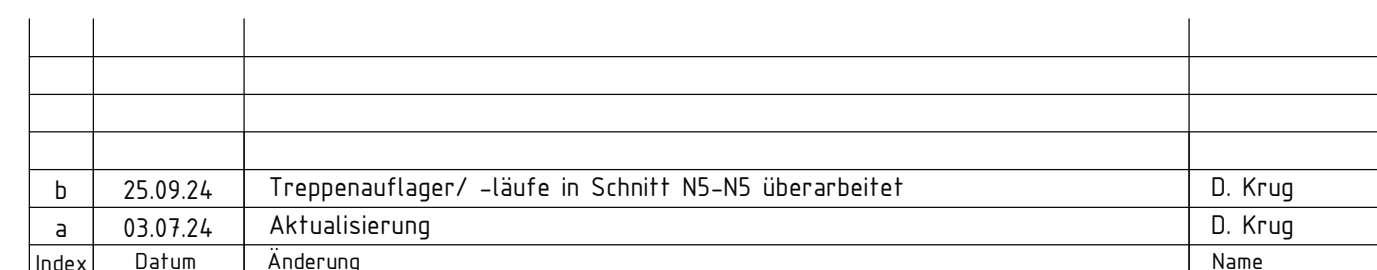 b 25.09.24 Treppenauflager/ -läufe in Schnitt N5-N5 überarbeitet D. Krug
a 03.07.24 Aktualisierung D. Krug
Index Datum Änderung Name